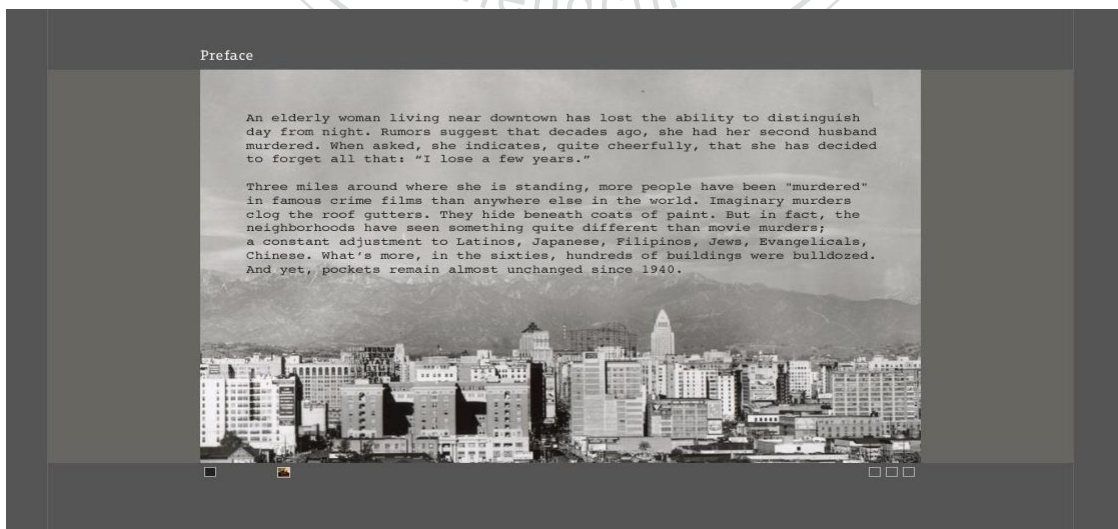 Preface
An elderly woman living near downtown has lost the ability to distinguish
day from night. Rumors suggest that decades ago, she had her second husband
murdered. When asked, she indicates, quite cheerfully, that she has decided
to forget all that: “I lose a few years.”
Three miles around where she is standing, more people have been "murdered"
in famous crime films than anywhere else in the world. Imaginary murders
clog the roof gutters. They hide beneath coats of paint. But in fact, the
neighborhoods have seen something quite different than movie murders;
a constant adjustment to Latinos, Japanese, Filipinos, Jews, Evangelicals,
Chinese. What’s more, in the sixties, hundreds of buildings were bulldozed.
And yet, pockets remain almost unchanged since 1940.